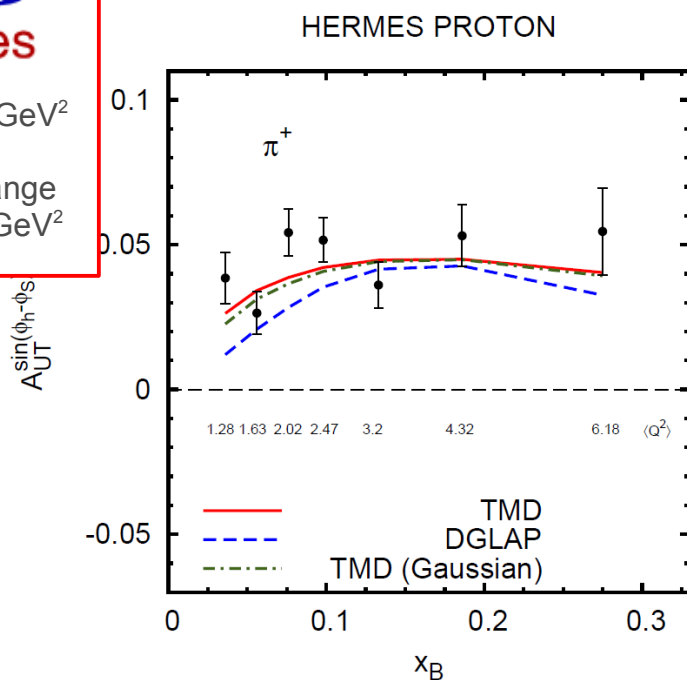 HERMES PROTON
es
GeV²
ange
GeV²
0.1
π⁺
0.05
A_UT^sin(ϕ_h-ϕ_S
0
1.28 1.63 2.02 2.47 3.2 4.32 6.18 ⟨Q²⟩
TMD
-0.05 DGLAP
TMD (Gaussian)
0 0.1 0.2 0.3
x_B